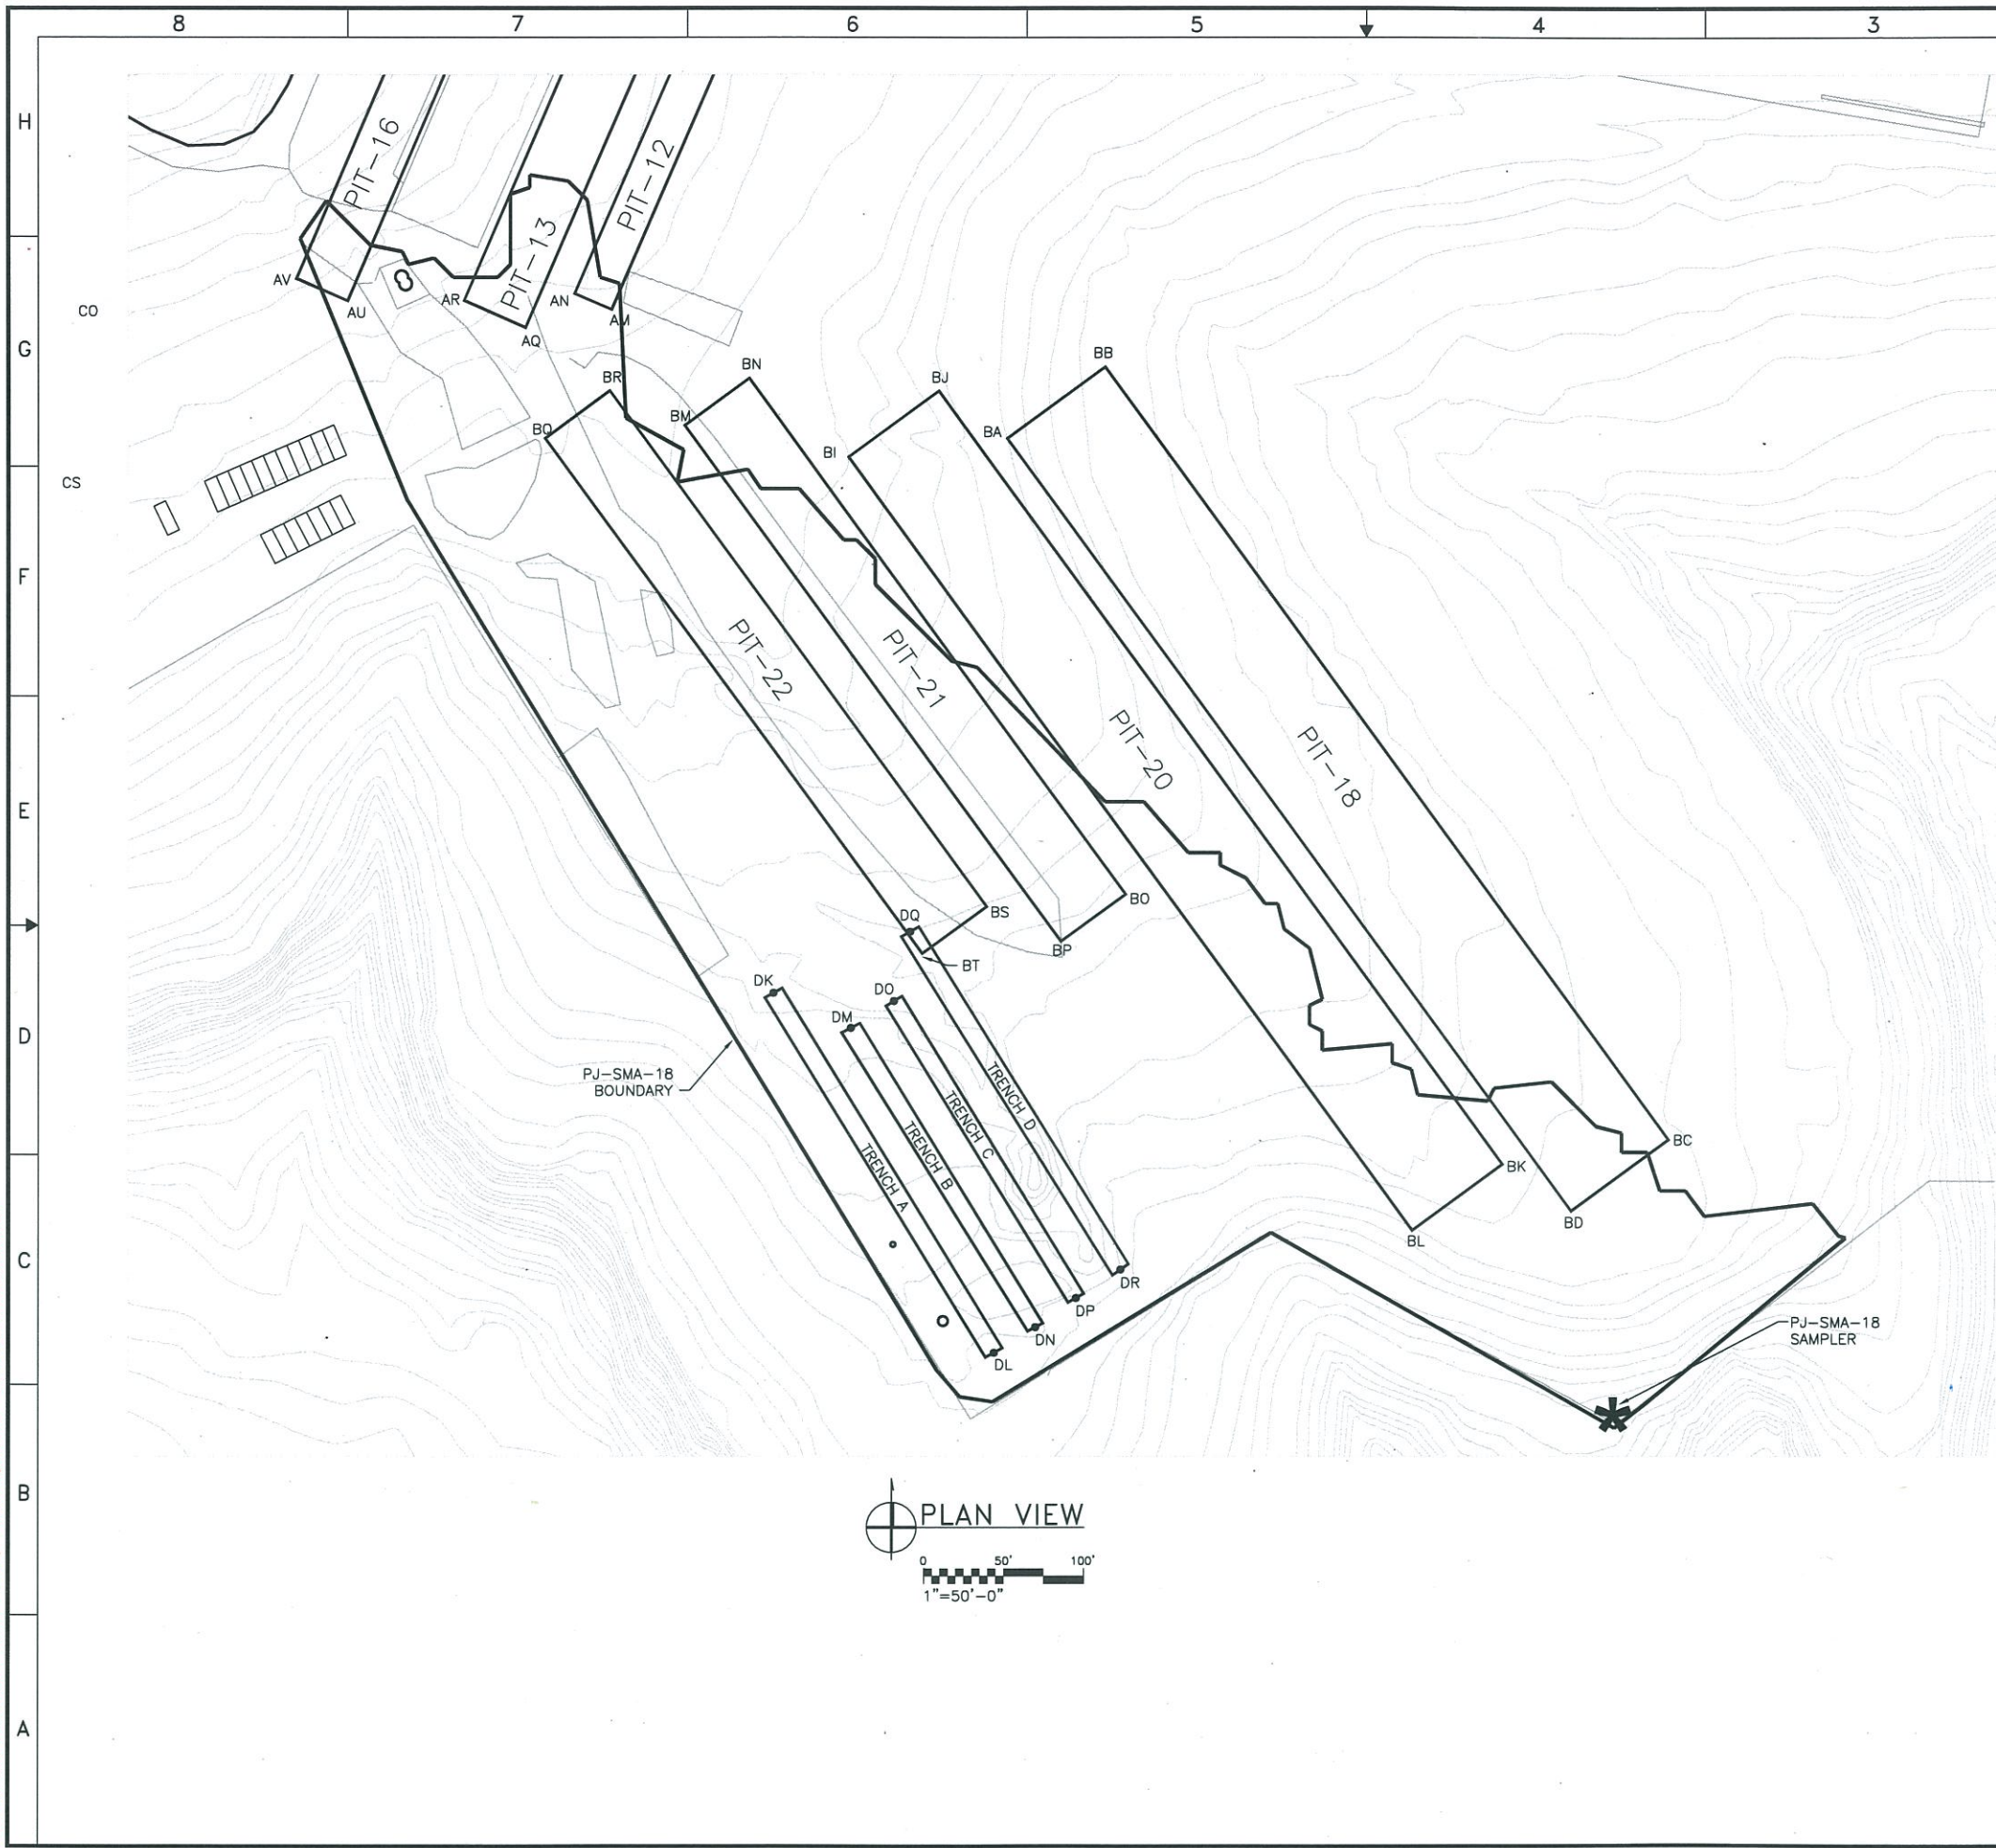 8 7 6 5 4 3
H
PIT-16
PIT-12
PIT-13
AV
AU
AR
AQ
AN
AM
CO
G
BB
BN
BR
BJ
BM
BQ
BA
BI
CS
F
PIT-22
PIT-21
PIT-20
PIT-18
E
BS
BO
DQ
BP
BT
DK
DO
DM
D
PJ-SMA-18
BOUNDARY
TRENCH D
TRENCH C
TRENCH B
TRENCH A
BC
BK
BD
BL
C
DR
DP
DN
DL
PJ-SMA-18
SAMPLER
B
PLAN VIEW
0 50' 100'
1"=50'-0"
A